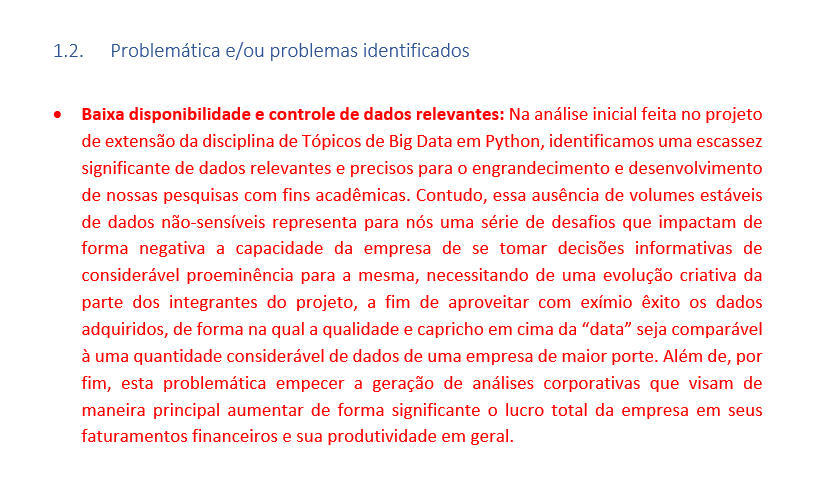 1.2. Problemática e/ou problemas identificados
• Baixa disponibilidade e controle de dados relevantes: Na análise inicial feita no projeto
de extensão da disciplina de Tópicos de Big Data em Python, identificamos uma escassez
significante de dados relevantes e precisos para o engrandecimento e desenvolvimento
de nossas pesquisas com fins acadêmicas. Contudo, essa ausência de volumes estáveis
de dados não-sensíveis representa para nós uma série de desafios que impactam de
forma negativa a capacidade da empresa de se tomar decisões informativas de
considerável proeminência para a mesma, necessitando de uma evolução criativa da
parte dos integrantes do projeto, a fim de aproveitar com exímio êxito os dados
adquiridos, de forma na qual a qualidade e capricho em cima da “data” seja comparável
à uma quantidade considerável de dados de uma empresa de maior porte. Além de, por
fim, esta problemática empecer a geração de análises corporativas que visam de
maneira principal aumentar de forma significante o lucro total da empresa em seus
faturamentos financeiros e sua produtividade em geral.